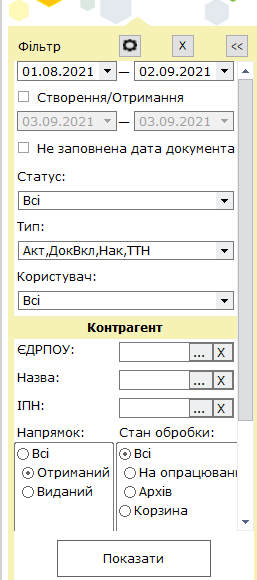 Фільтр X <<
01.08.2021 — 02.09.2021
Створення/Отримання
03.09.2021 — 03.09.2021
Не заповнена дата документа
Статус:
Всі
Тип:
Акт,ДокВкл,Нак,ТТН
Користувач:
Всі
Контрагент
ЄДРПОУ: ... X
Назва: ... X
ІПН: ... X
Напрямок: Стан обробки:
Всі Всі
Отриманий На опрацюванн
Виданий Архів
Корзина
Показати